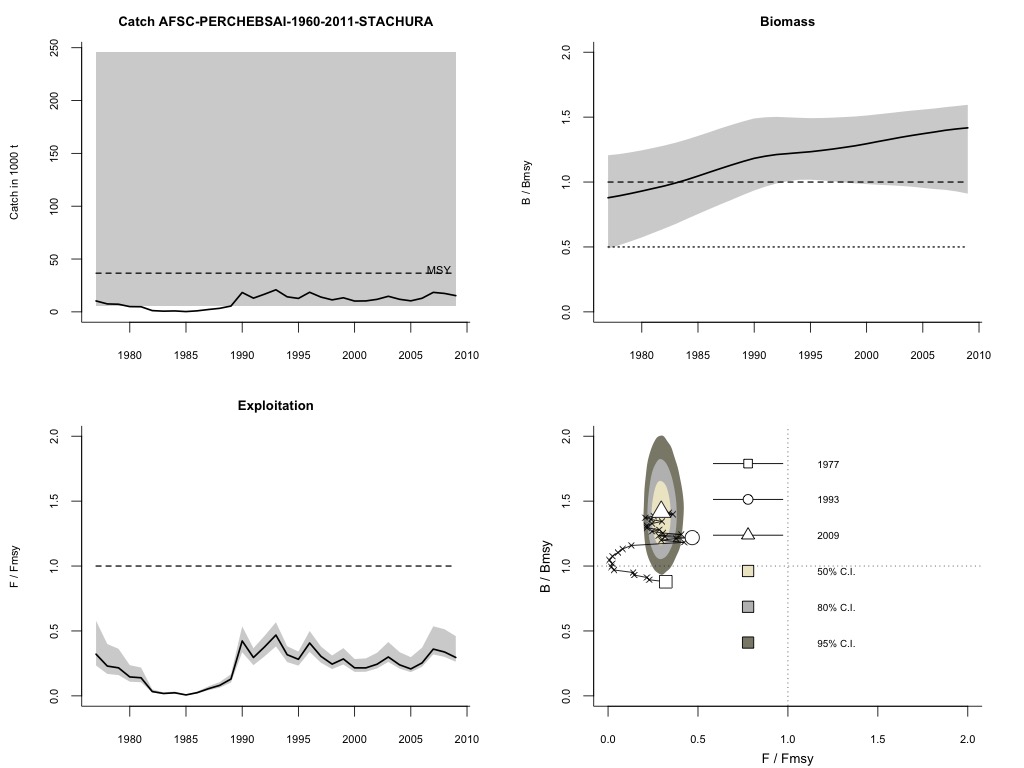 Catch AFSC-PERCHEBSAI-1960-2011-STACHURA
Catch in 1000 t
0 50 100 150 200 250
MSY
1980 1985 1990 1995 2000 2005 2010
Biomass
B / Bmsy
0.0 0.5 1.0 1.5 2.0
1980 1985 1990 1995 2000 2005 2010
Exploitation
F / Fmsy
0.0 0.5 1.0 1.5 2.0
1980 1985 1990 1995 2000 2005 2010
B / Bmsy
0.0 0.5 1.0 1.5 2.0
1977
1993
2009
50% C.I.
80% C.I.
95% C.I.
0.0 0.5 1.0 1.5 2.0
F / Fmsy